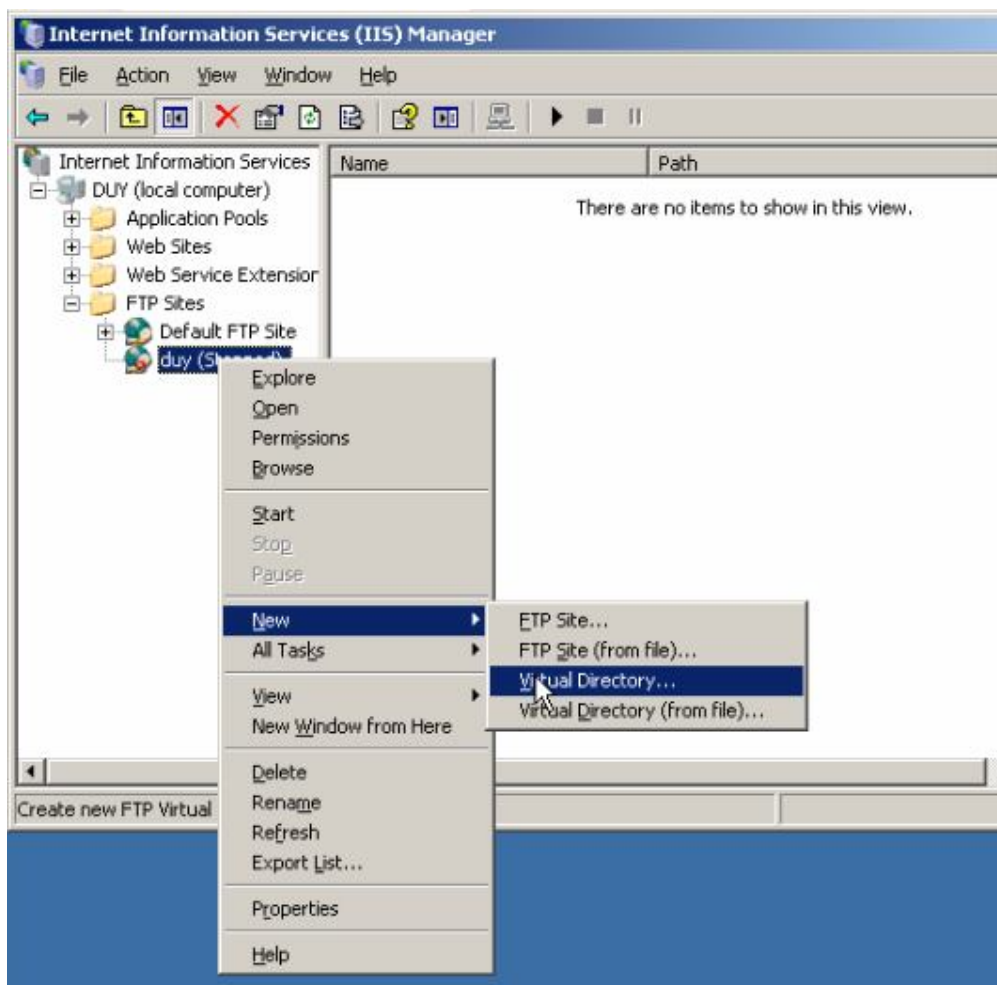 Internet Information Services (IIS) Manager
File Action View Window Help
Internet Information Services
Name Path
DUY (local computer)
There are no items to show in this view.
Application Pools
Web Sites
Web Service Extension
FTP Sites
Default FTP Site
duy (Stopped)
Explore
Open
Permissions
Browse
Start
Stop
Pause
New
FTP Site...
All Tasks
FTP Site (from file)...
Virtual Directory...
View
Virtual Directory (from file)...
New Window from Here
Delete
Create new FTP Virtual
Rename
Refresh
Export List...
Properties
Help